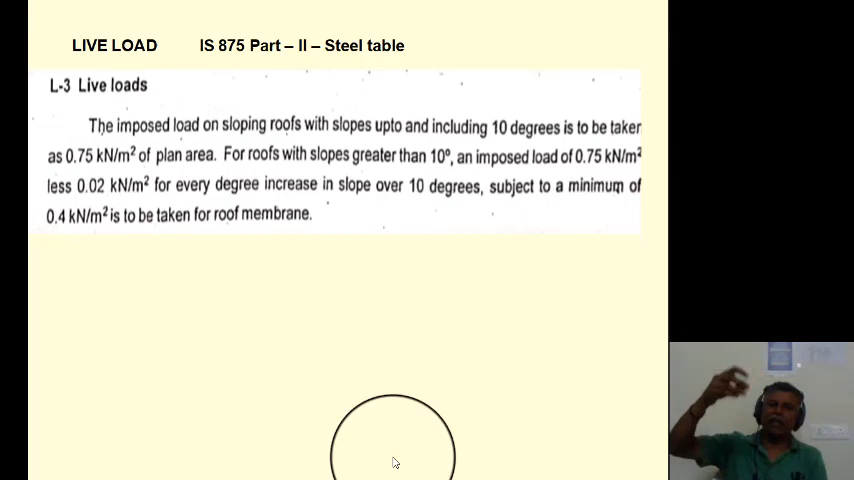 LIVE LOAD IS 875 Part – II – Steel table
L-3 Live loads
The imposed load on sloping roofs with slopes upto and including 10 degrees is to be taken
as 0.75 kN/m² of plan area. For roofs with slopes greater than 10º, an imposed load of 0.75 kN/m²
less 0.02 kN/m² for every degree increase in slope over 10 degrees, subject to a minimum of
0.4 kN/m² is to be taken for roof membrane.